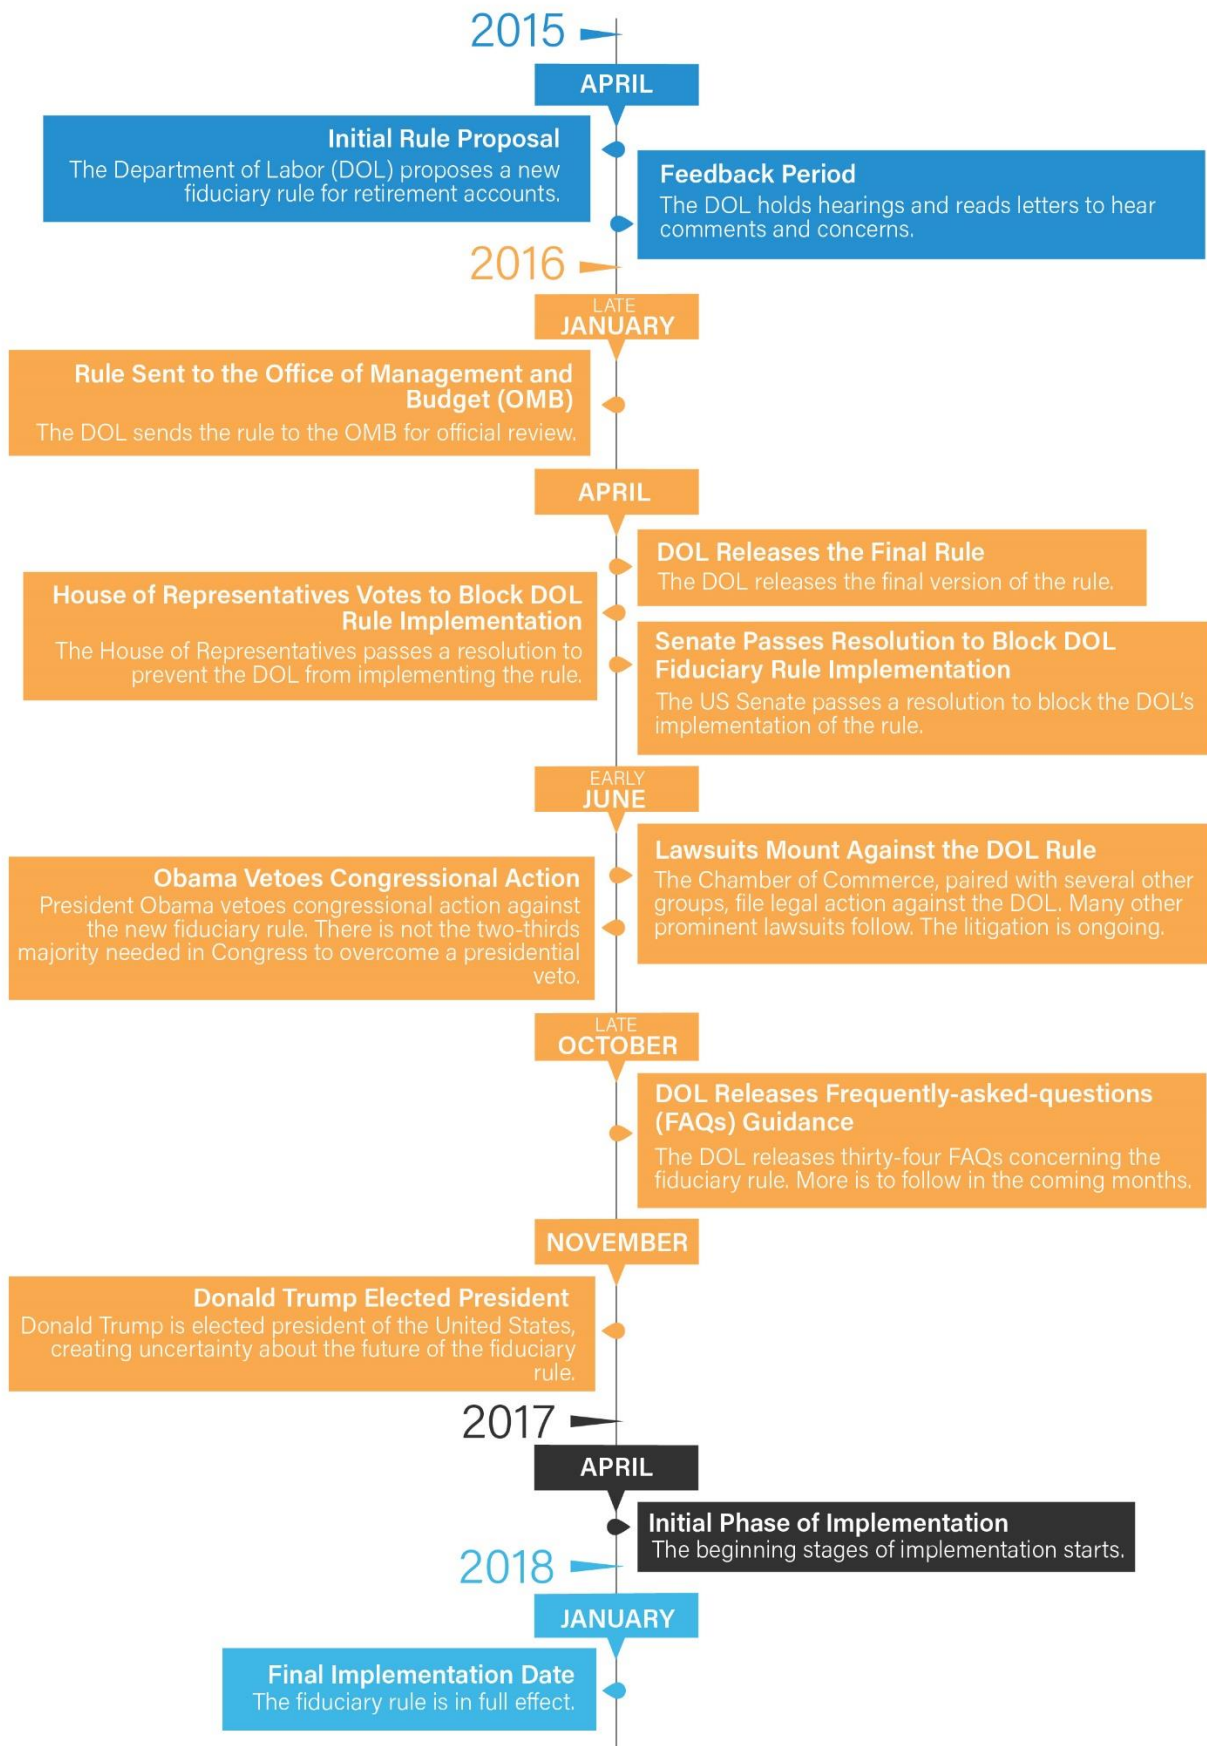 2015
APRIL
Initial Rule Proposal
The Department of Labor (DOL) proposes a new
fiduciary rule for retirement accounts.
Feedback Period
The DOL holds hearings and reads letters to hear
comments and concerns.
2016
LATE
JANUARY
Rule Sent to the Office of Management and
Budget (OMB)
The DOL sends the rule to the OMB for official review.
APRIL
DOL Releases the Final Rule
The DOL releases the final version of the rule.
House of Representatives Votes to Block DOL
Rule Implementation
The House of Representatives passes a resolution to
prevent the DOL from implementing the rule.
Senate Passes Resolution to Block DOL
Fiduciary Rule Implementation
The US Senate passes a resolution to block the DOL's
implementation of the rule.
EARLY
JUNE
Lawsuits Mount Against the DOL Rule
The Chamber of Commerce, paired with several other
groups, file legal action against the DOL. Many other
prominent lawsuits follow. The litigation is ongoing.
Obama Vetoes Congressional Action
President Obama vetoes congressional action against
the new fiduciary rule. There is not the two-thirds
majority needed in Congress to overcome a presidential
veto.
LATE
OCTOBER
DOL Releases Frequently-asked-questions
(FAQs) Guidance
The DOL releases thirty-four FAQs concerning the
fiduciary rule. More is to follow in the coming months.
NOVEMBER
Donald Trump Elected President
Donald Trump is elected president of the United States,
creating uncertainty about the future of the fiduciary
rule.
2017
APRIL
Initial Phase of Implementation
The beginning stages of implementation starts.
2018
JANUARY
Final Implementation Date
The fiduciary rule is in full effect.